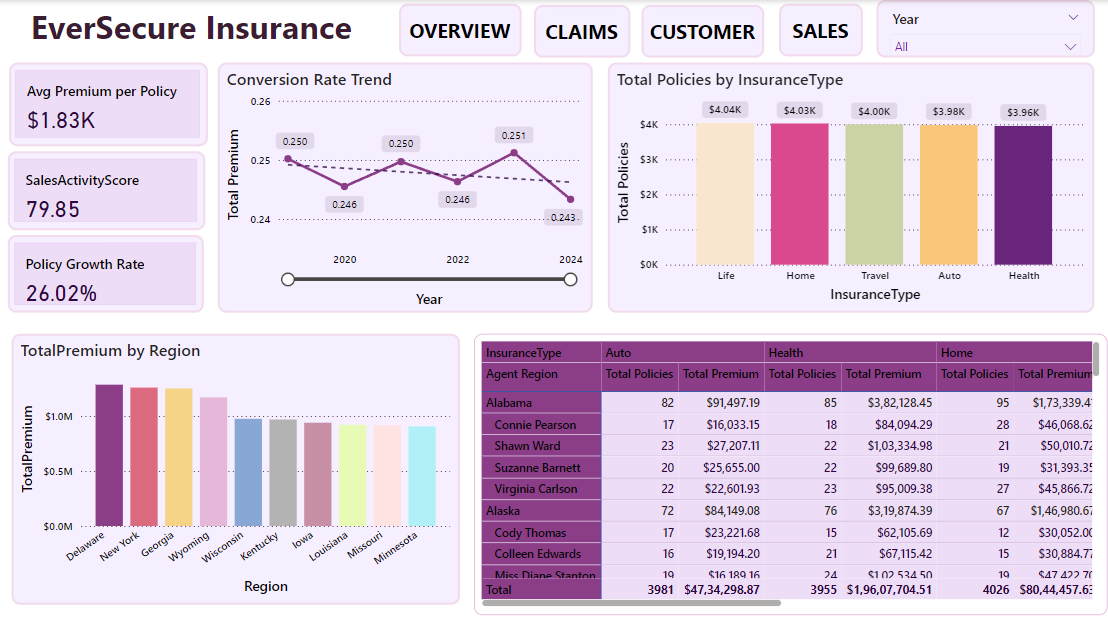 EverSecure Insurance
OVERVIEW
CLAIMS
CUSTOMER
SALES
Year
All
Avg Premium per Policy
$1.83K
SalesActivityScore
79.85
Policy Growth Rate
26.02%
Conversion Rate Trend
Total Premium
0.26
0.25
0.24
0.250
0.246
0.250
0.246
0.251
0.243
2020
2022
2024
Year
Total Policies by InsuranceType
Total Policies
$4K
$3K
$2K
$1K
$0K
$4.04K
$4.03K
$4.00K
$3.98K
$3.96K
Life
Home
Travel
Auto
Health
InsuranceType
TotalPremium by Region
TotalPremium
$1.0M
$0.5M
$0.0M
Delaware
New York
Georgia
Wyoming
Wisconsin
Kentucky
Iowa
Louisiana
Missouri
Minnesota
Region
InsuranceType Auto Health Home
Agent Region Total Policies Total Premium Total Policies Total Premium Total Policies Total Premium
Alabama 82 $91,497.19 85 $3,82,128.45 95 $1,73,339.4
Connie Pearson 17 $16,033.15 18 $84,094.29 28 $46,068.62
Shawn Ward 23 $27,207.11 22 $1,03,334.98 21 $50,010.72
Suzanne Barnett 20 $25,655.00 22 $99,689.80 19 $31,393.35
Virginia Carlson 22 $22,601.93 23 $95,009.38 27 $45,866.72
Alaska 72 $84,149.08 76 $3,19,874.39 67 $1,46,980.67
Cody Thomas 17 $23,221.68 15 $62,105.69 12 $30,052.00
Colleen Edwards 16 $19,194.20 21 $67,115.42 15 $30,884.77
Miss Diane Stanton 19 $16,189.16 24 $1,02,534.50 19 $47,422.70
Total 3981 $47,34,298.87 3955 $1,96,07,704.51 4026 $80,44,457.63